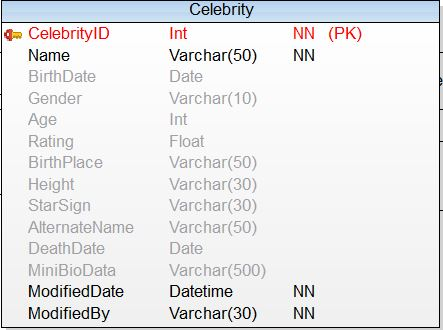 Celebrity
CelebrityID Int NN (PK)
Name Varchar(50) NN
BirthDate Date
Gender Varchar(10)
Age Int
Rating Float
BirthPlace Varchar(50)
Height Varchar(30)
StarSign Varchar(30)
AlternateName Varchar(50)
DeathDate Date
MiniBioData Varchar(500)
ModifiedDate Datetime NN
ModifiedBy Varchar(30) NN